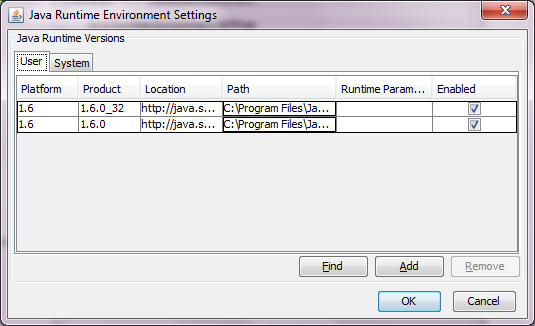 Java Runtime Environment Settings
Java Runtime Versions
User System
Platform Product Location Path Runtime Param... Enabled
1.6 1.6.0_32 http://java.s... C:\Program Files\Ja...
1.6 1.6.0 http://java.s... C:\Program Files\Ja...
Find Add Remove
OK Cancel